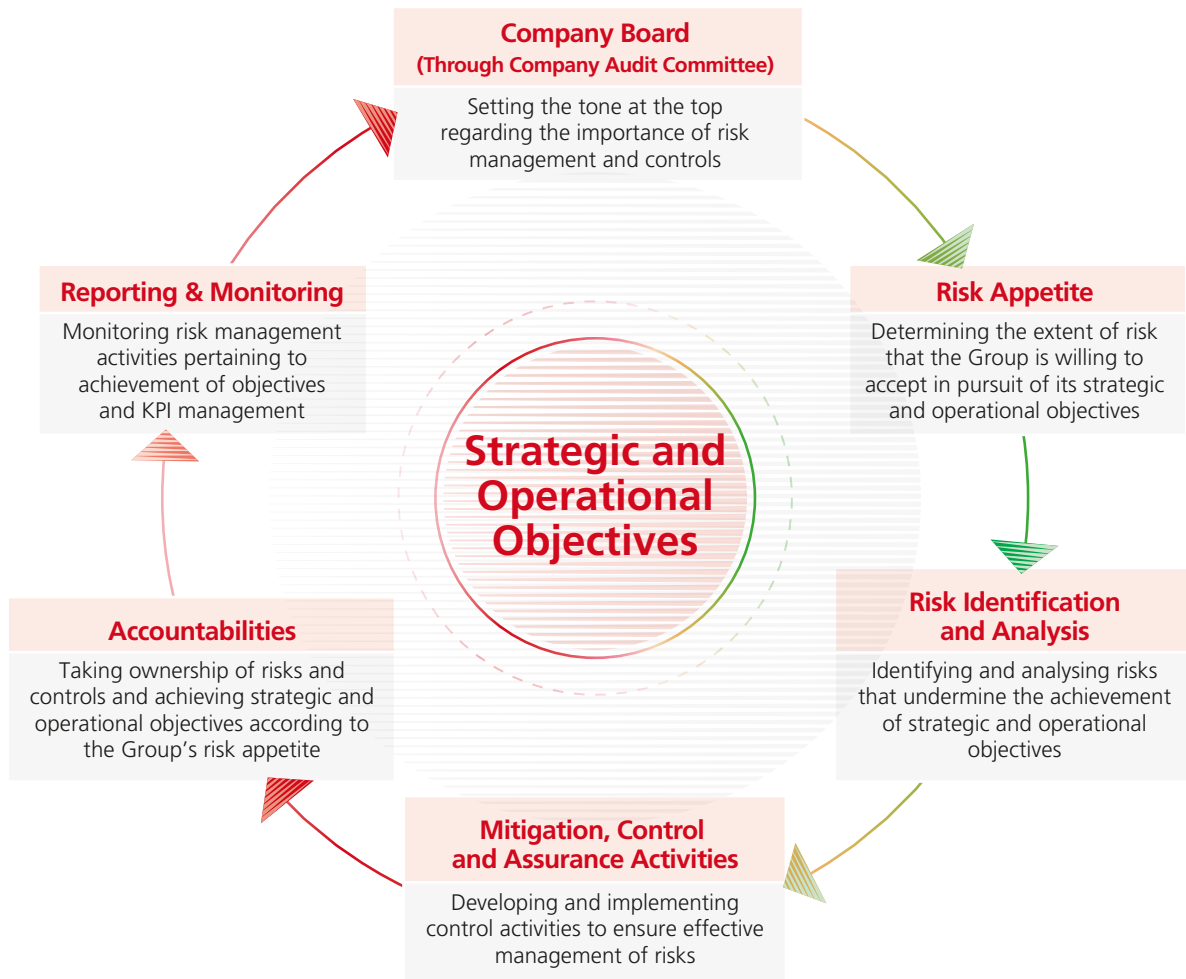 Company Board
(Through Company Audit Committee)
Setting the tone at the top
regarding the importance of risk
management and controls
Risk Appetite
Determining the extent of risk
that the Group is willing to
accept in pursuit of its strategic
and operational objectives
Risk Identification
and Analysis
Identifying and analysing risks
that undermine the achievement
of strategic and operational
objectives
Mitigation, Control
and Assurance Activities
Developing and implementing
control activities to ensure effective
management of risks
Accountabilities
Taking ownership of risks and
controls and achieving strategic and
operational objectives according to
the Group’s risk appetite
Reporting & Monitoring
Monitoring risk management
activities pertaining to
achievement of objectives
and KPI management
Strategic and
Operational
Objectives